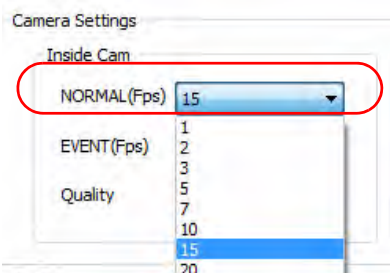 Camera Settings
Inside Cam
NORMAL(Fps) 15
1
EVENT(Fps) 2
3
Quality 5
7
10
15
20